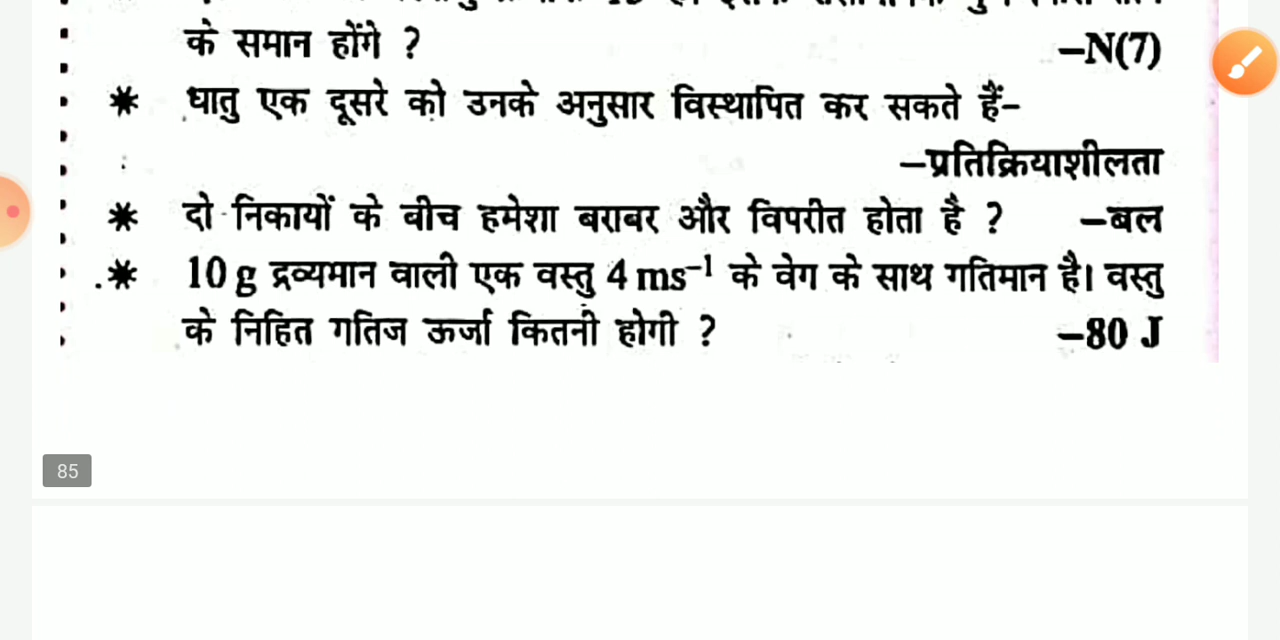 के समान होंगे ? –N(7)
* धातु एक दूसरे को उनके अनुसार विस्थापित कर सकते हैं–
–प्रतिक्रियाशीलता
* दो निकायों के बीच हमेशा बराबर और विपरीत होता है ? –बल
* 10 g द्रव्यमान वाली एक वस्तु 4 ms⁻¹ के वेग के साथ गतिमान है। वस्तु
के निहित गतिज ऊर्जा कितनी होगी ? –80 J
85